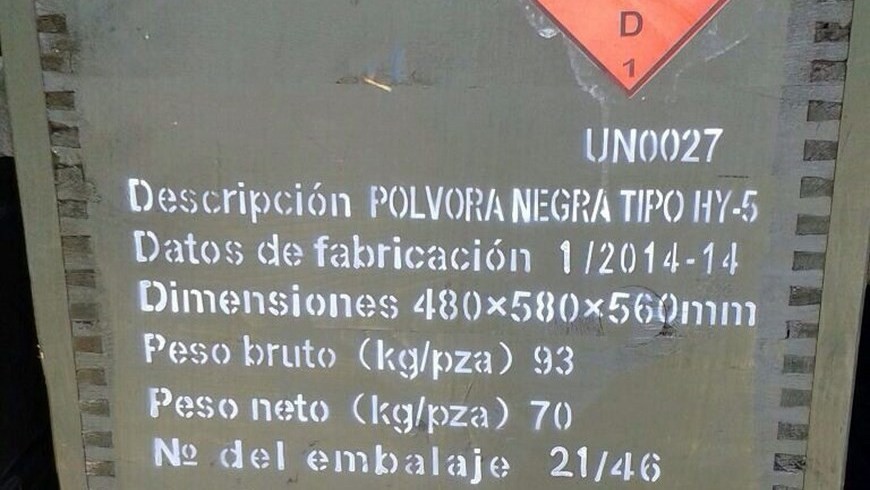 D
1
UN0027
Descripción POLVORA NEGRA TIPO HY-5
Datos de fabricación 1/2014-14
Dimensiones 480×580×560mm
Peso bruto (kg/pza) 93
Peso neto (kg/pza) 70
Nº del embalaje 21/46